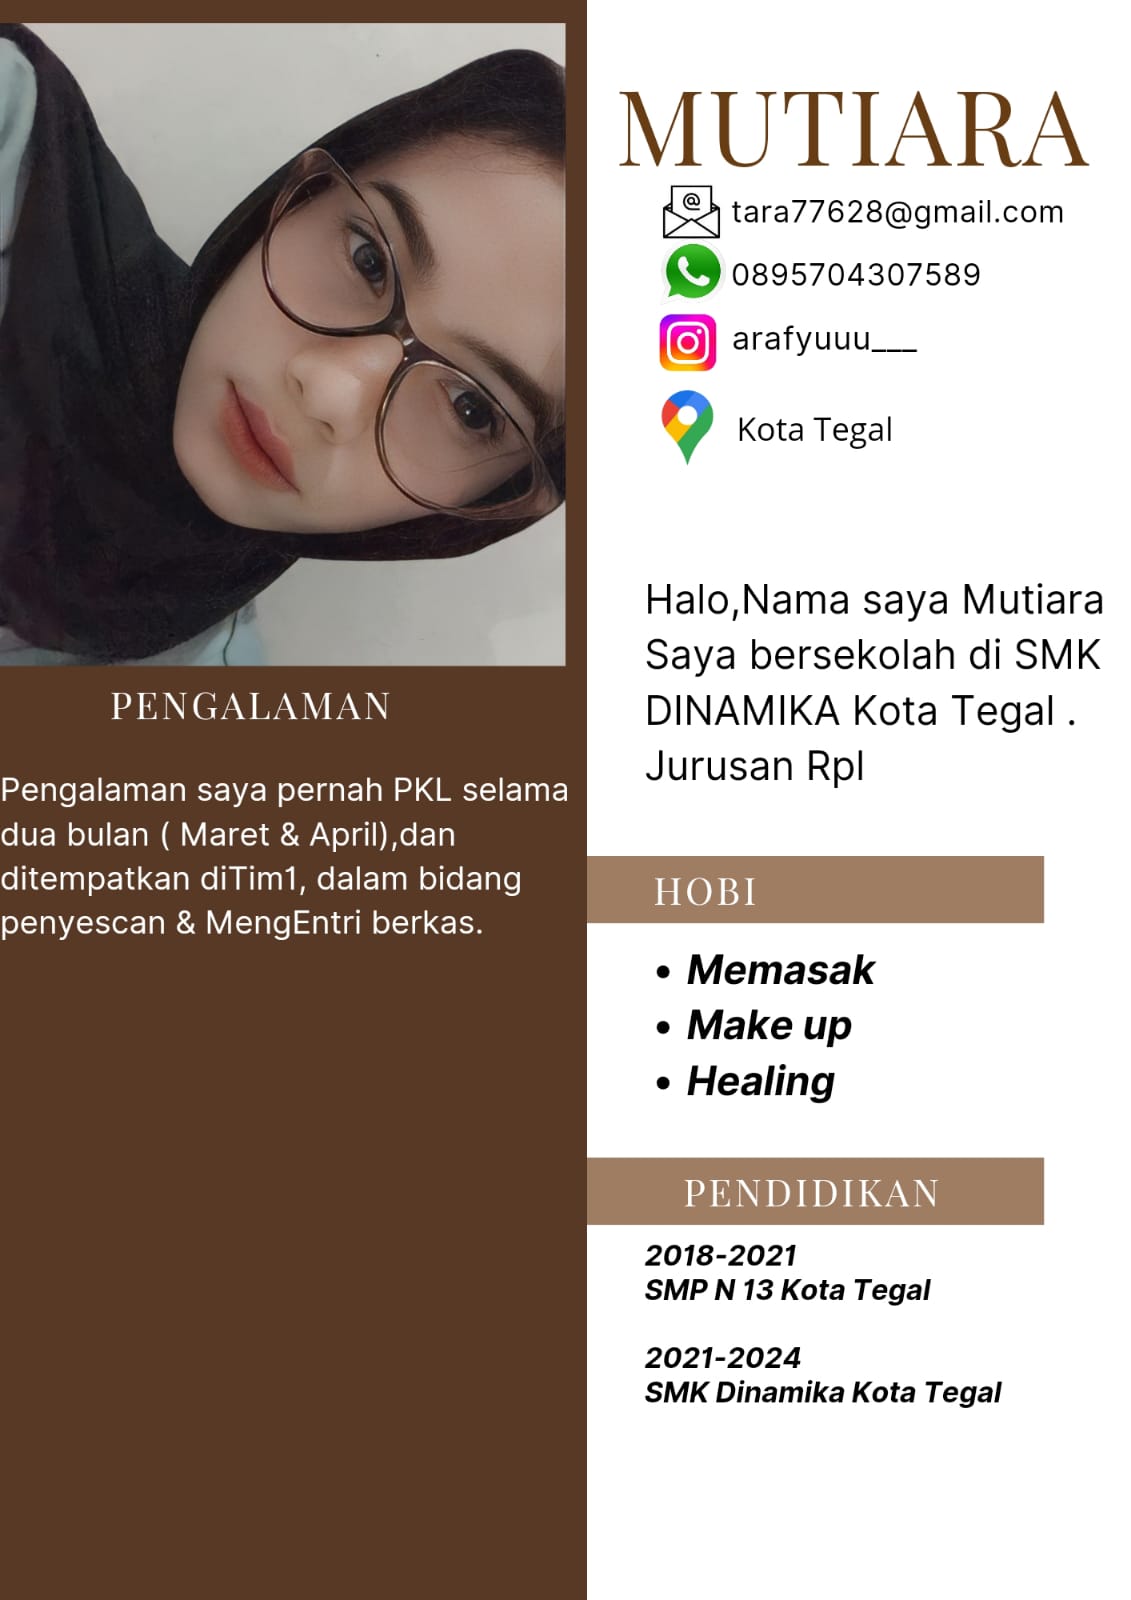 MUTIARA
@
tara77628@gmail.com
0895704307589
arafyuuu___
Kota Tegal
Halo,Nama saya Mutiara
Saya bersekolah di SMK
DINAMIKA Kota Tegal .
Jurusan Rpl
PENGALAMAN
Pengalaman saya pernah PKL selama
dua bulan ( Maret & April),dan
ditempatkan diTim1, dalam bidang
penyescan & MengEntri berkas.
HOBI
• Memasak
• Make up
• Healing
PENDIDIKAN
2018-2021
SMP N 13 Kota Tegal
2021-2024
SMK Dinamika Kota Tegal